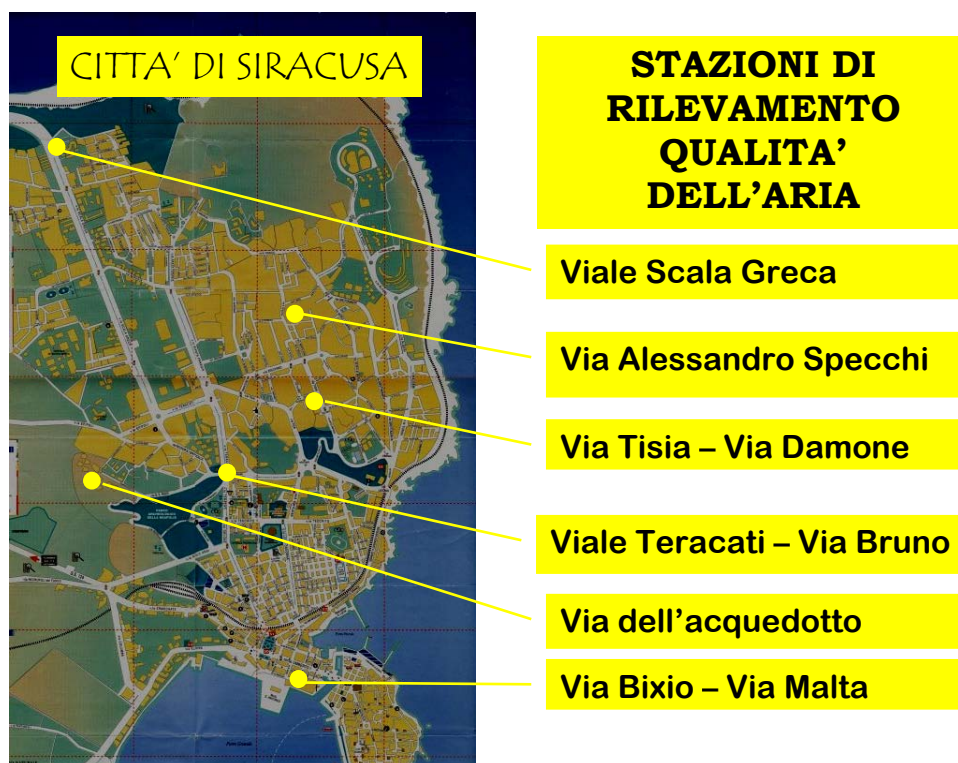 CITTA' DI SIRACUSA
STAZIONI DI
RILEVAMENTO
QUALITA'
DELL'ARIA
Viale Scala Greca
Via Alessandro Specchi
Via Tisia – Via Damone
Viale Teracati – Via Bruno
Via dell'acquedotto
Via Bixio – Via Malta